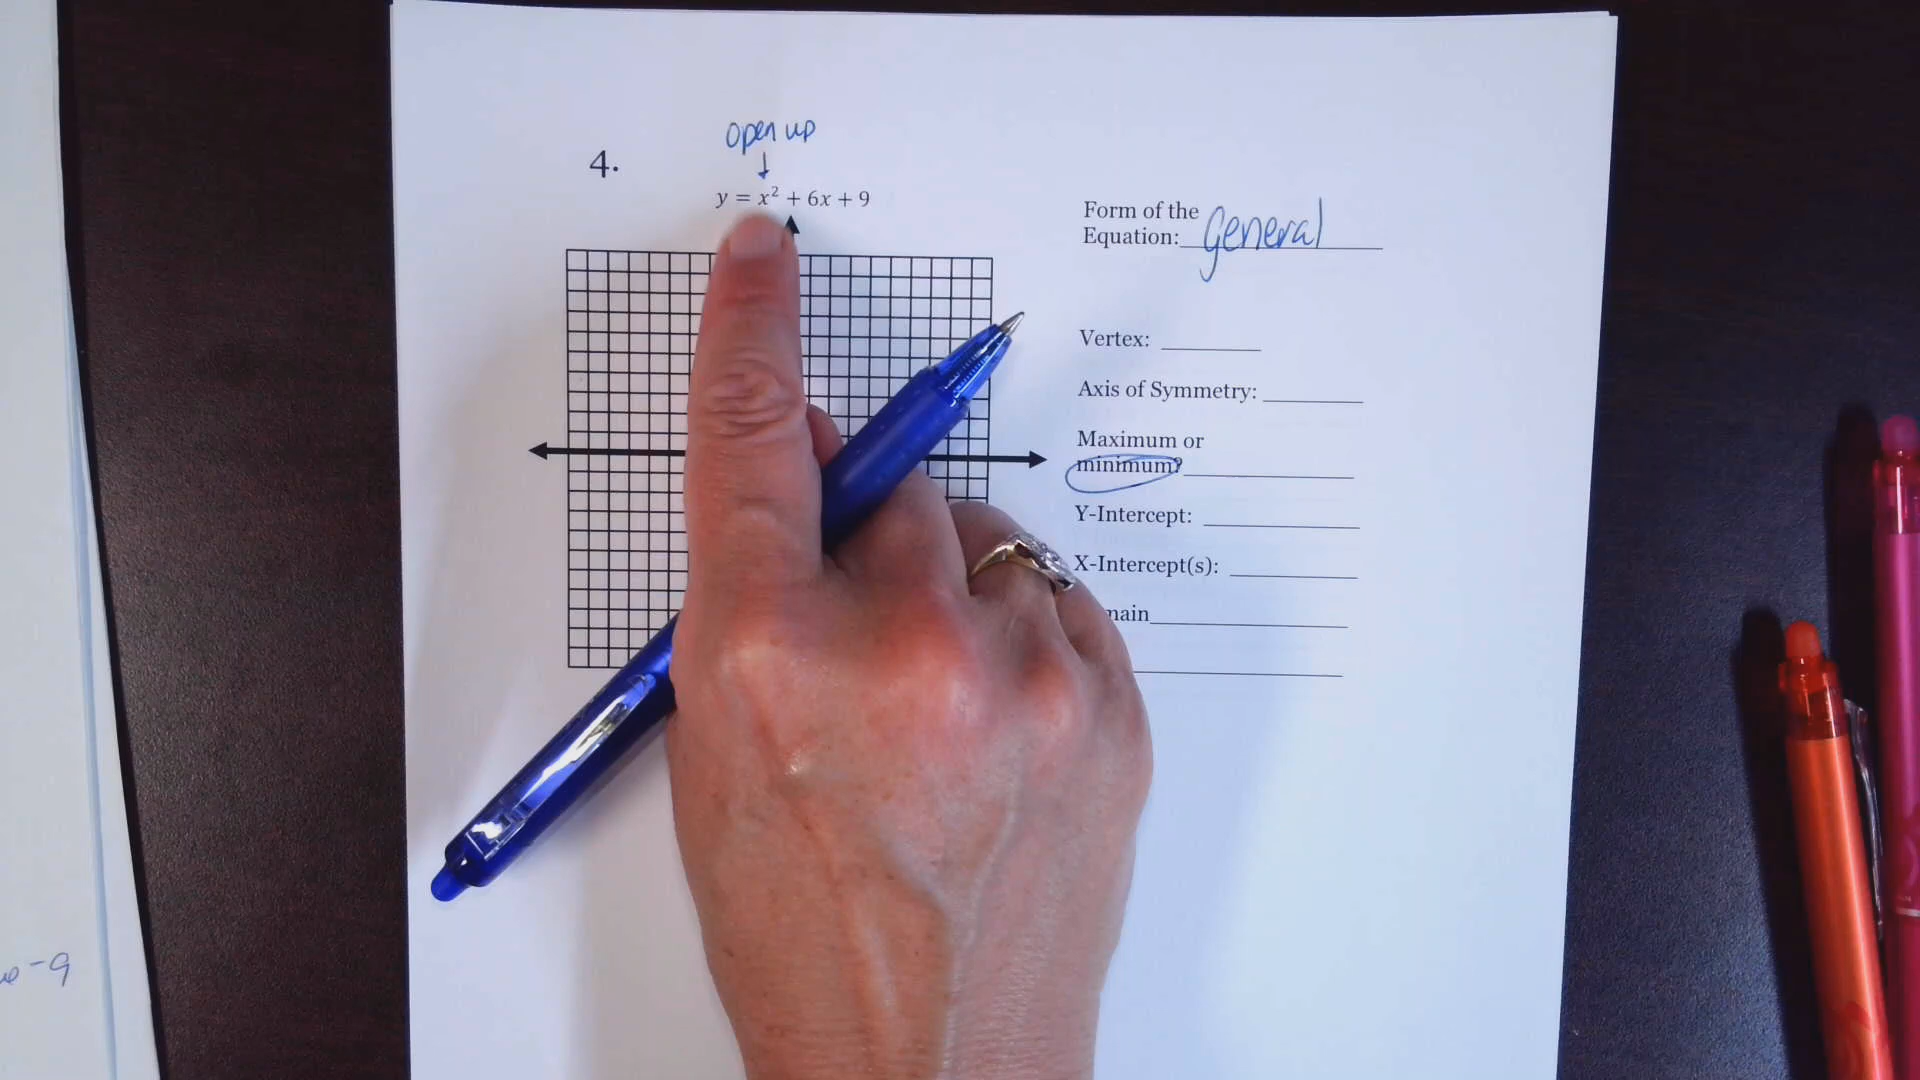 open up
4.
y = x² + 6x + 9
Form of the
Equation: general
Vertex:
Axis of Symmetry:
Maximum or
minimum?
Y-Intercept:
X-Intercept(s):
-9